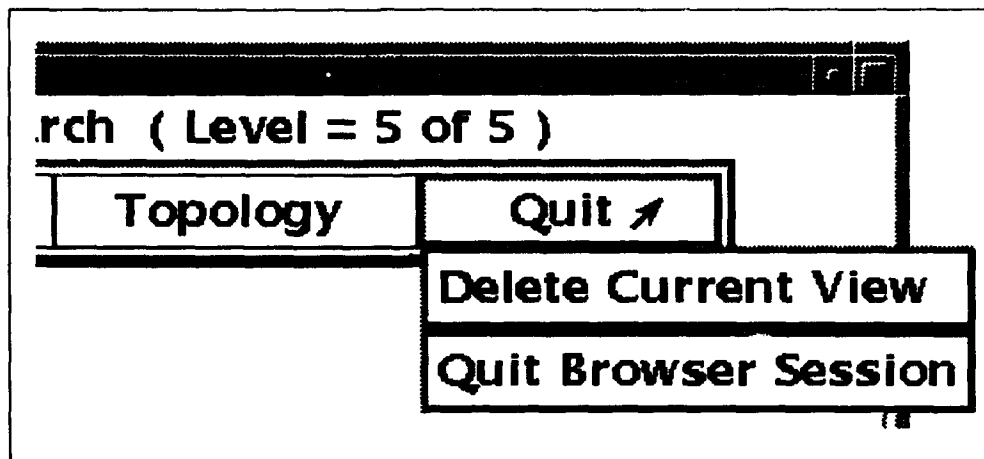 .rch ( Level = 5 of 5 )
Topology Quit
Delete Current View
Quit Browser Session